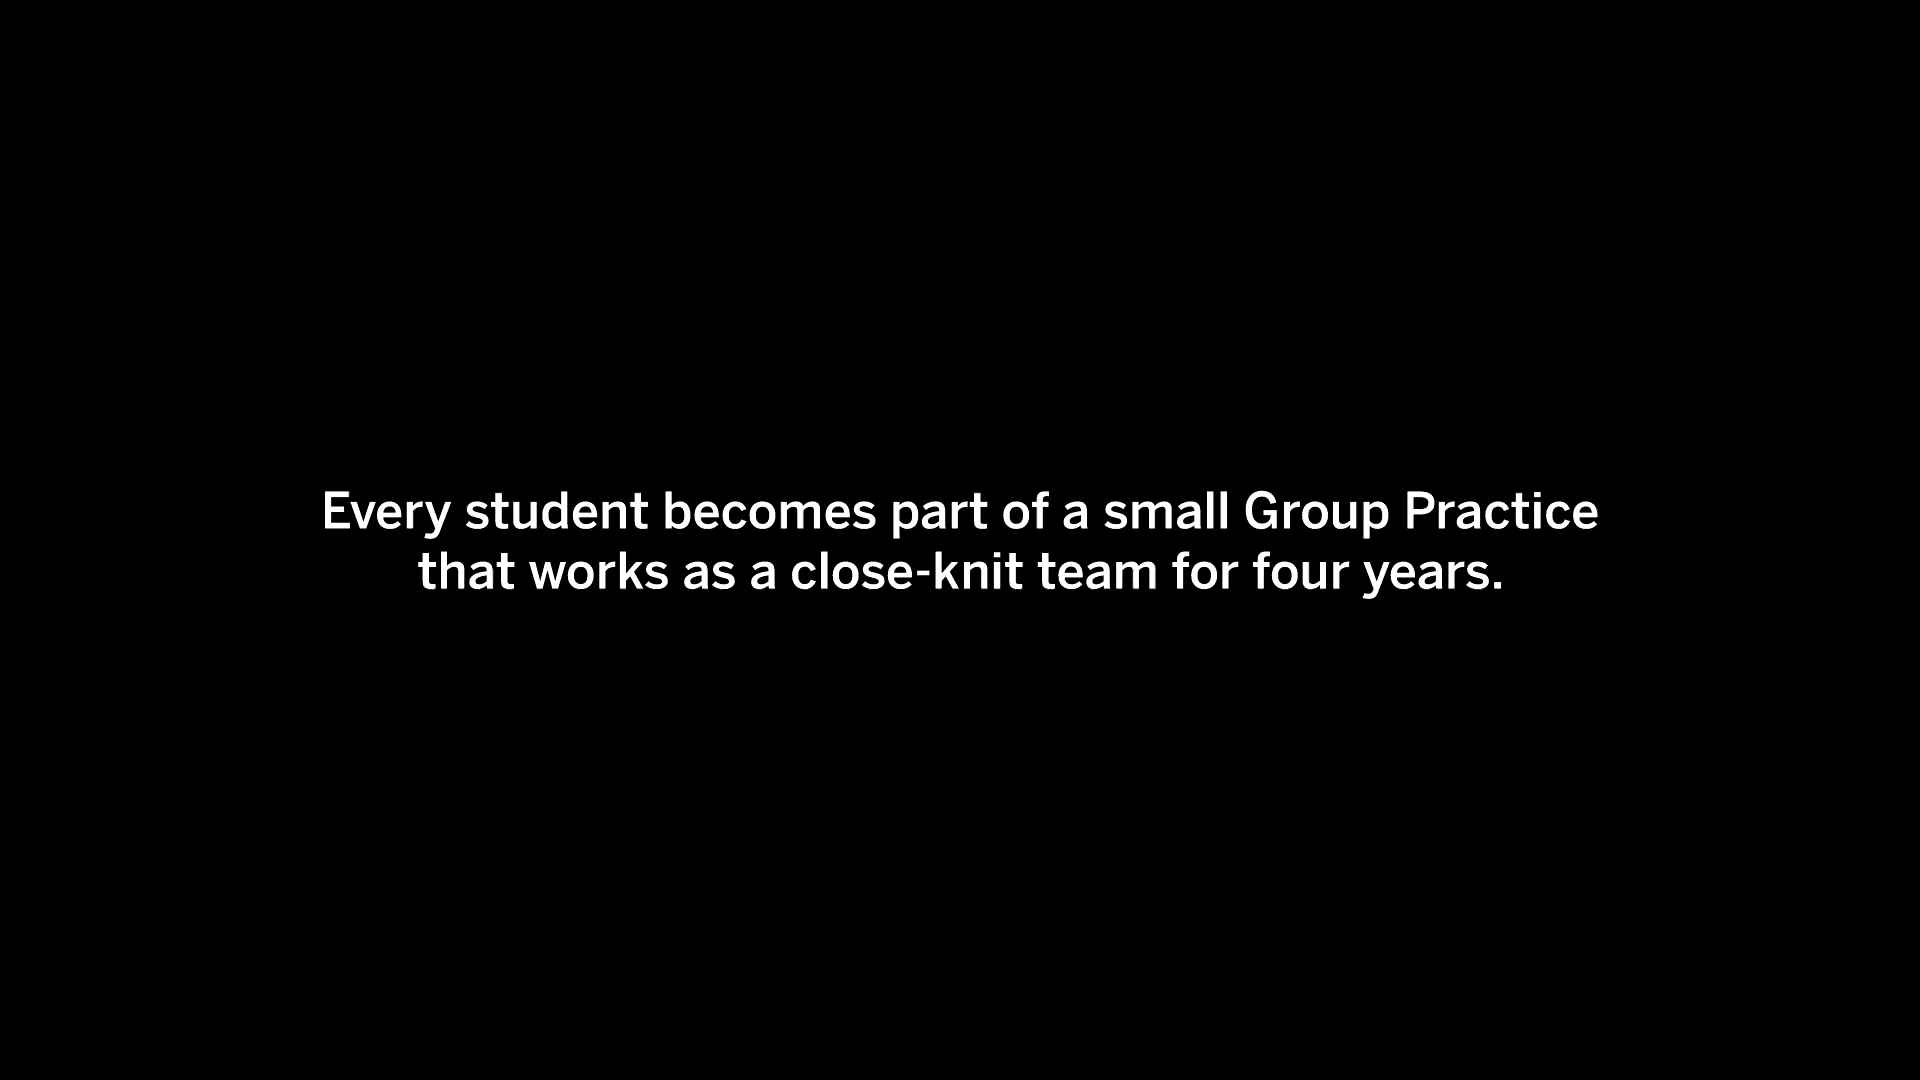 Every student becomes part of a small Group Practice
that works as a close-knit team for four years.